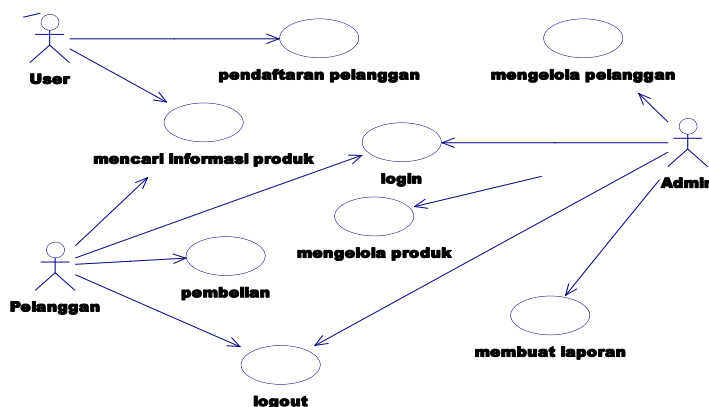 User
pendaftaran pelanggan
mengelola pelanggan
mencari informasi produk
login
Admin
mengelola produk
pembelian
Pelanggan
membuat laporan
logout